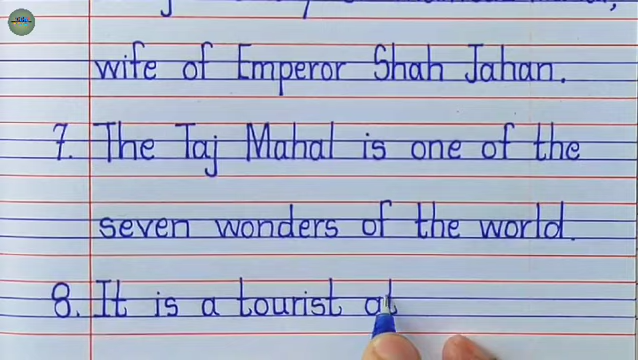 wife of Emperor Shah Jahan.
7. The Taj Mahal is one of the
seven wonders of the world.
8. It is a tourist at